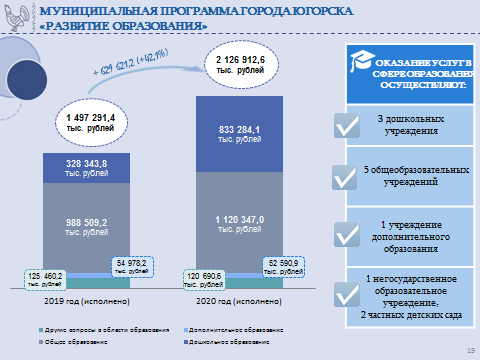 МУНИЦИПАЛЬНАЯ ПРОГРАММА ГОРОДА ЮГОРСКА
«РАЗВИТИЕ ОБРАЗОВАНИЯ»
+ 629 621,2 (+42,1%)
тыс. рублей
1 497 291,4
тыс. рублей
2 126 912,6
тыс. рублей
328 343,8
тыс. рублей
988 509,2
тыс. рублей
54 978,2
тыс. рублей
125 460,2
тыс. рублей
833 284,1
тыс. рублей
1 120 347,0
тыс. рублей
52 590,9
тыс. рублей
120 690,6
тыс. рублей
2019 год (исполнено)
2020 год (исполнено)
Другие вопросы в области образования
Дополнительное образование
Общее образование
Дошкольное образование
ОКАЗАНИЕ УСЛУГ В
СФЕРЕ ОБРАЗОВАНИЯ
ОСУЩЕСТВЛЯЮТ:
3 дошкольных
учреждения
5 общеобразовательных
учреждений
1 учреждение
дополнительного
образования
1 негосударственное
образовательное
учреждение,
2 частных детских сада
19